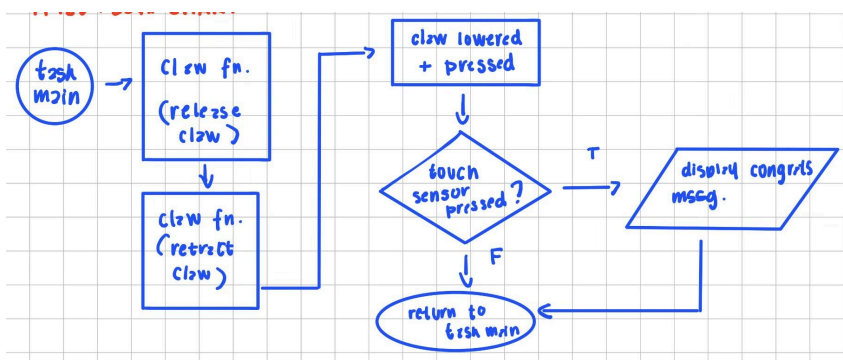 task
main
Claw fn.
(release
claw)
Claw fn.
(retract
claw)
claw lowered
+ pressed
touch
sensor
pressed?
T
F
display congrats
mssg.
return to
task main